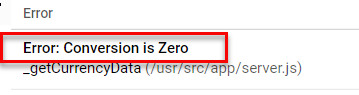 Error
Error: Conversion is Zero
_getCurrencyData (/usr/src/app/server.js)